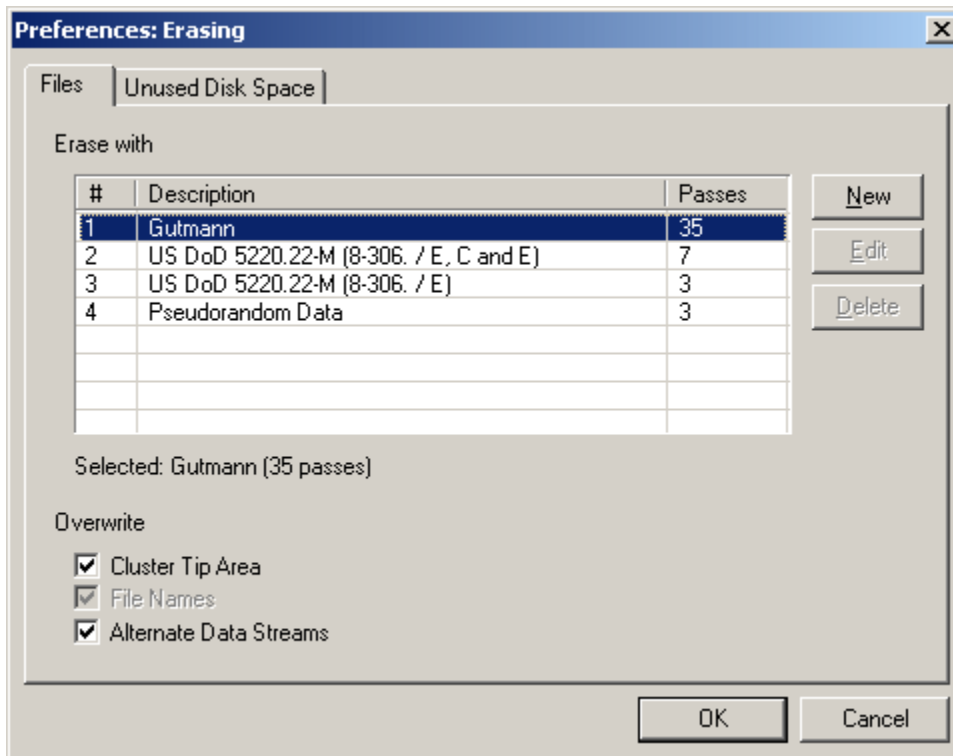 Preferences: Erasing
Files Unused Disk Space
Erase with
# Description Passes
1 Gutmann 35
2 US DoD 5220.22-M (8-306. / E, C and E) 7
3 US DoD 5220.22-M (8-306. / E) 3
4 Pseudorandom Data 3
New
Edit
Delete
Selected: Gutmann (35 passes)
Overwrite
Cluster Tip Area
File Names
Alternate Data Streams
OK Cancel